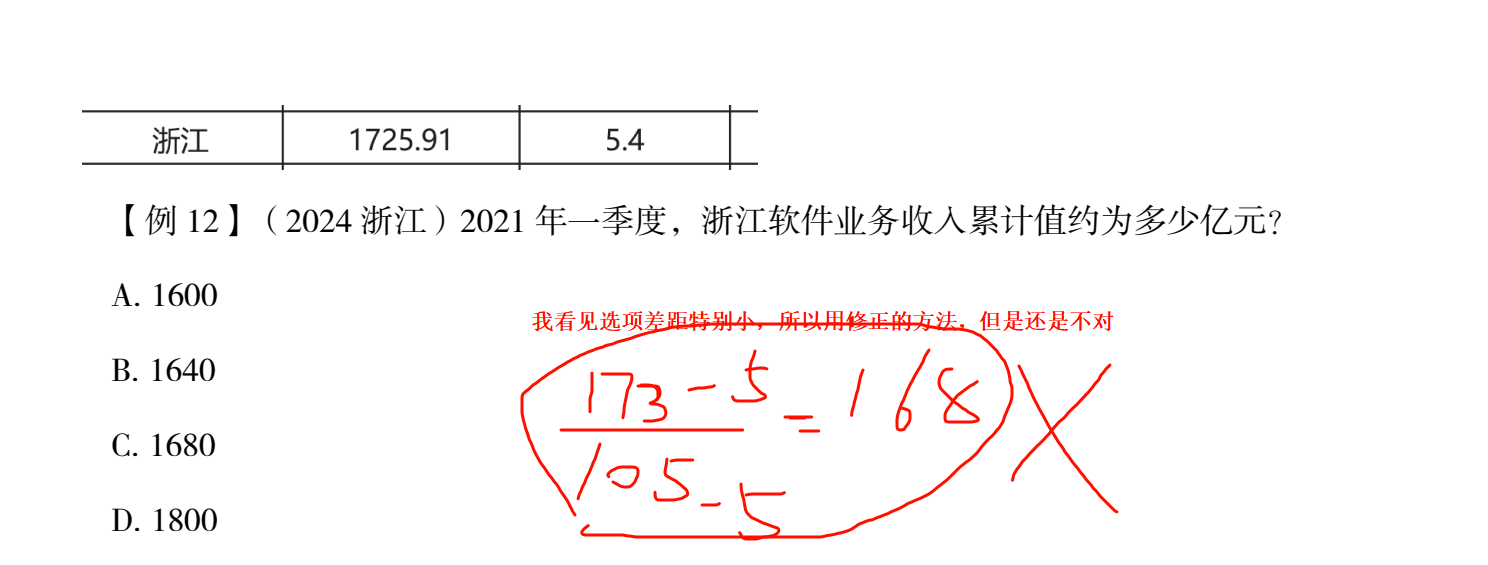 浙江 1725.91 5.4
【例 12】（2024 浙江）2021 年一季度，浙江软件业务收入累计值约为多少亿元？
A. 1600
我看见选项差距特别小，所以用修正的方法，但是还是不对
B. 1640
173-5
=168
105-5
C. 1680
D. 1800